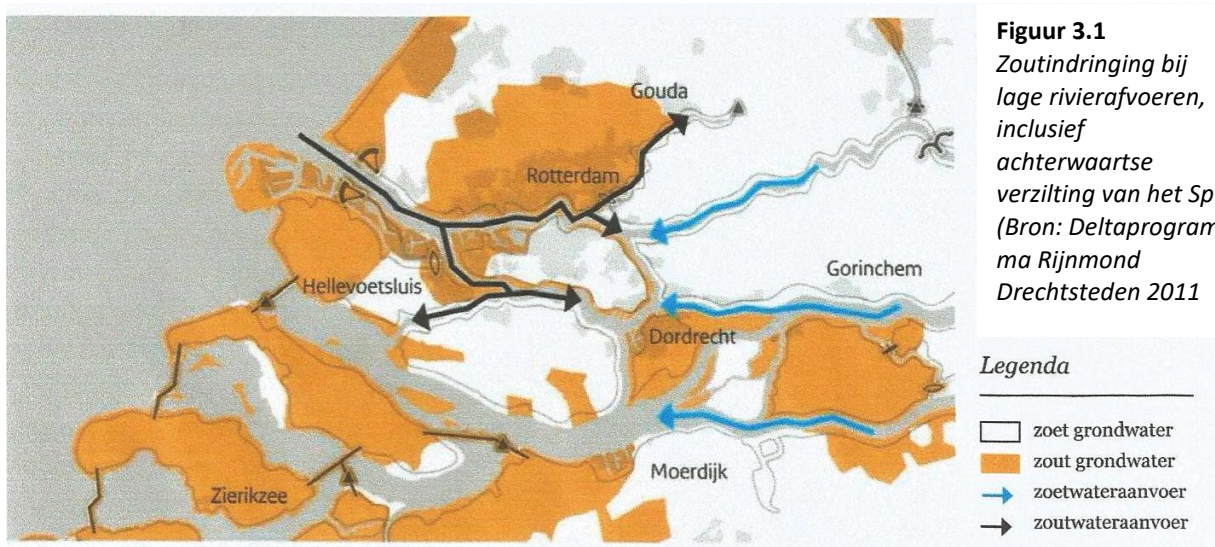 Gouda
Rotterdam
Hellevoetsluis
Gorinchem
Dordrecht
Moerdijk
Zierikzee
Figuur 3.1
Zoutindringing bij
lage rivierafvoeren,
inclusief
achterwaartse
verzilting van het Sp
(Bron: Deltaprogram
ma Rijnmond
Drechtsteden 2011
Legenda
zoet grondwater
zout grondwater
zoetwateraanvoer
zoutwateraanvoer